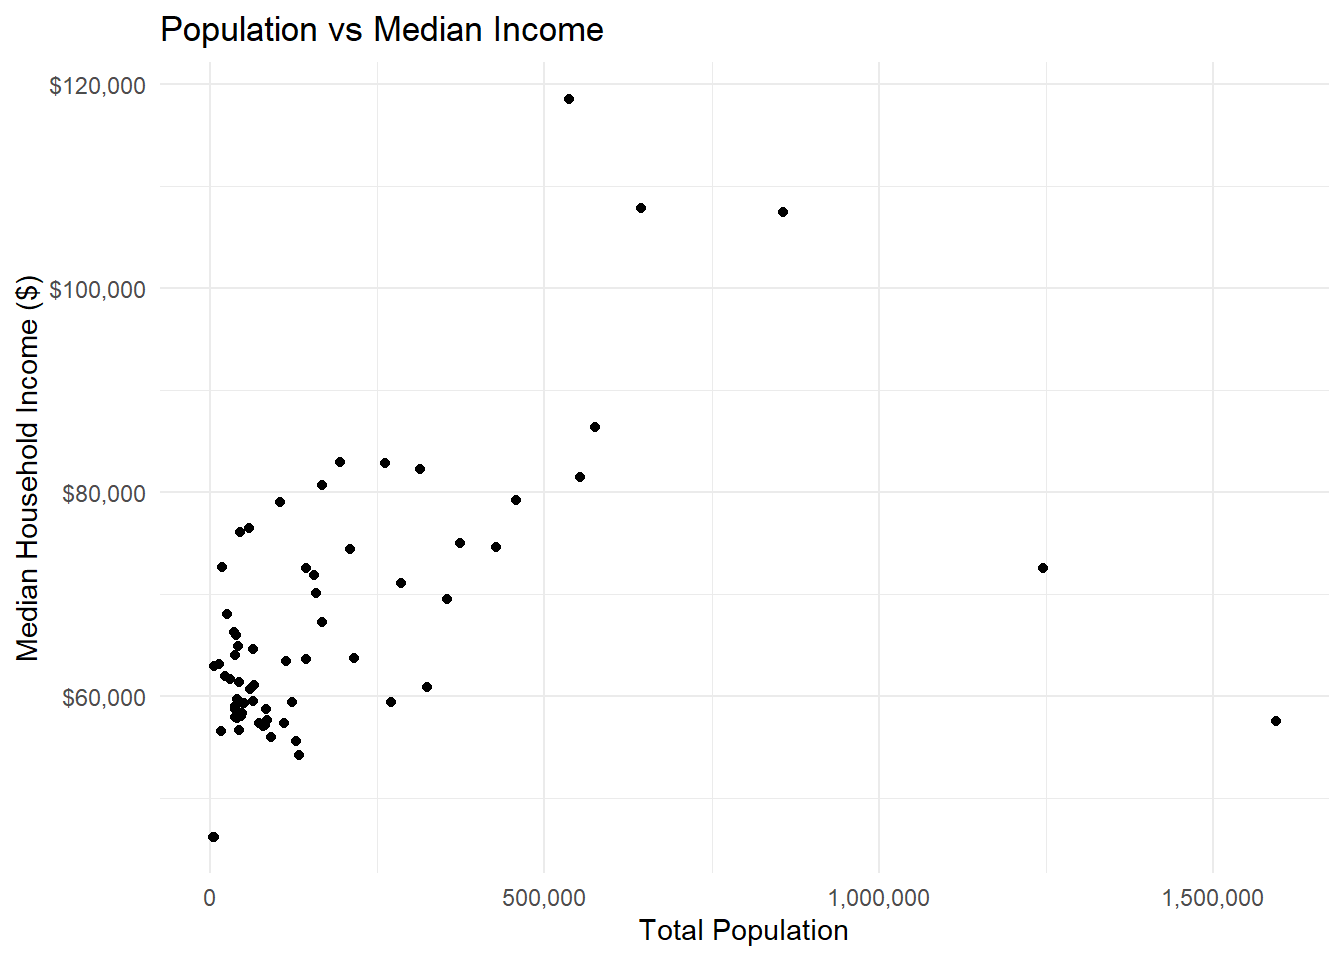 Population vs Median Income
Median Household Income ($)
$120,000
$100,000
$80,000
$60,000
0
500,000
1,000,000
1,500,000
Total Population